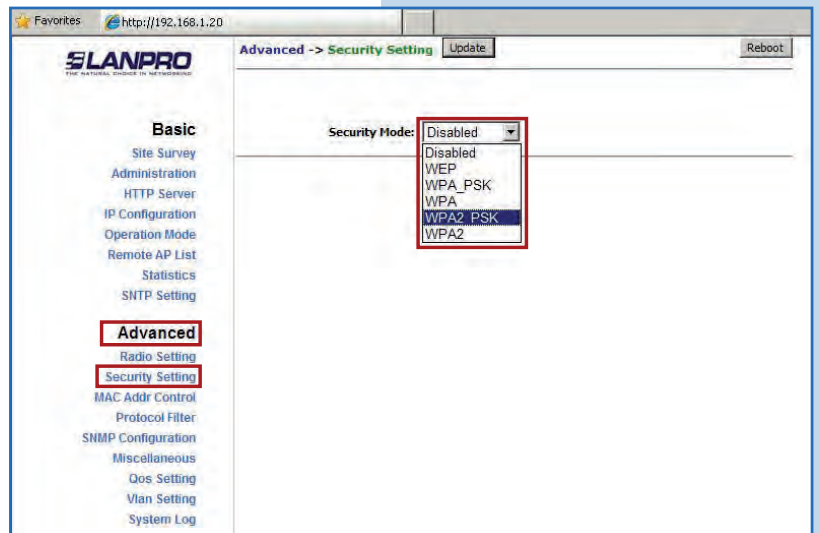 Favorites http://192.168.1.20
LANPRO
THE NATURAL CHOICE IN NETWORKING
Advanced -> Security Setting Update Reboot
Basic
Site Survey
Administration
HTTP Server
IP Configuration
Operation Mode
Remote AP List
Statistics
SNTP Setting
Advanced
Radio Setting
Security Setting
MAC Addr Control
Protocol Filter
SNMP Configuration
Miscellaneous
Qos Setting
Vlan Setting
System Log
Security Mode: Disabled
Disabled
WEP
WPA_PSK
WPA
WPA2_PSK
WPA2